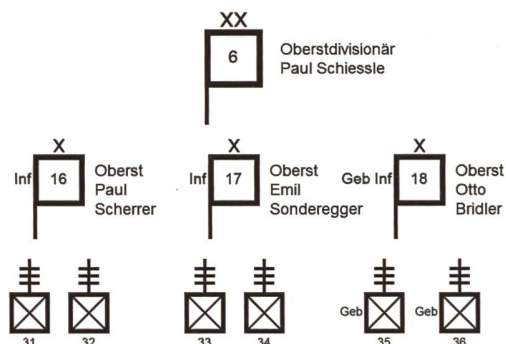 XX
6
Oberstdivisionär
Paul Schiessle
X
Inf
16
Oberst
Paul
Scherrer
X
Inf
17
Oberst
Emil
Sonderegger
X
Geb Inf
18
Oberst
Otto
Bridler
31
32
33
34
Geb
35
Geb
36